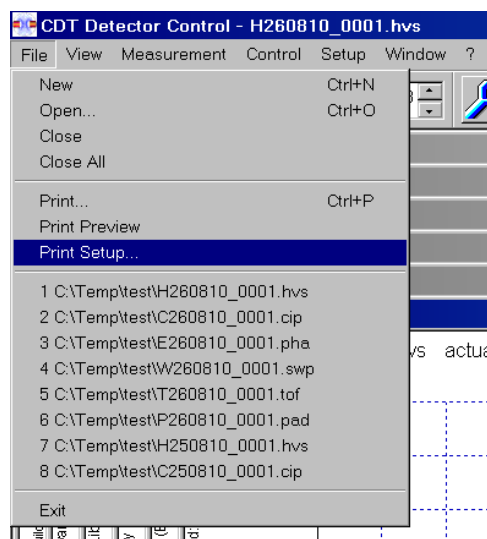 CDT Detector Control - H260810_0001.hvs
File View Measurement Control Setup Window ?
New Ctrl+N
Open... Ctrl+O
Close
Close All
Print... Ctrl+P
Print Preview
Print Setup...
1 C:\Temp\test\H260810_0001.hvs
2 C:\Temp\test\C260810_0001.cip
3 C:\Temp\test\E260810_0001.pha
4 C:\Temp\test\W260810_0001.swp
5 C:\Temp\test\T260810_0001.tof
6 C:\Temp\test\P260810_0001.pad
7 C:\Temp\test\H250810_0001.hvs
8 C:\Temp\test\C250810_0001.cip
Exit